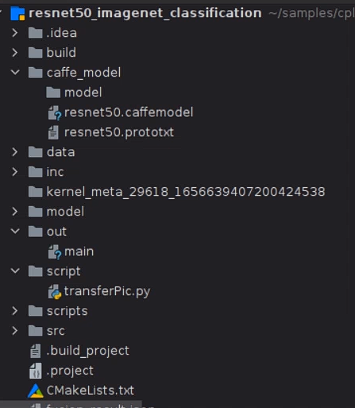 resnet50_imagenet_classification ~/samples/cpl
.idea
build
caffe_model
model
resnet50.caffemodel
resnet50.prototxt
data
inc
kernel_meta_29618_1656639407200424538
model
out
main
script
transferPic.py
scripts
src
.build_project
.project
CMakeLists.txt